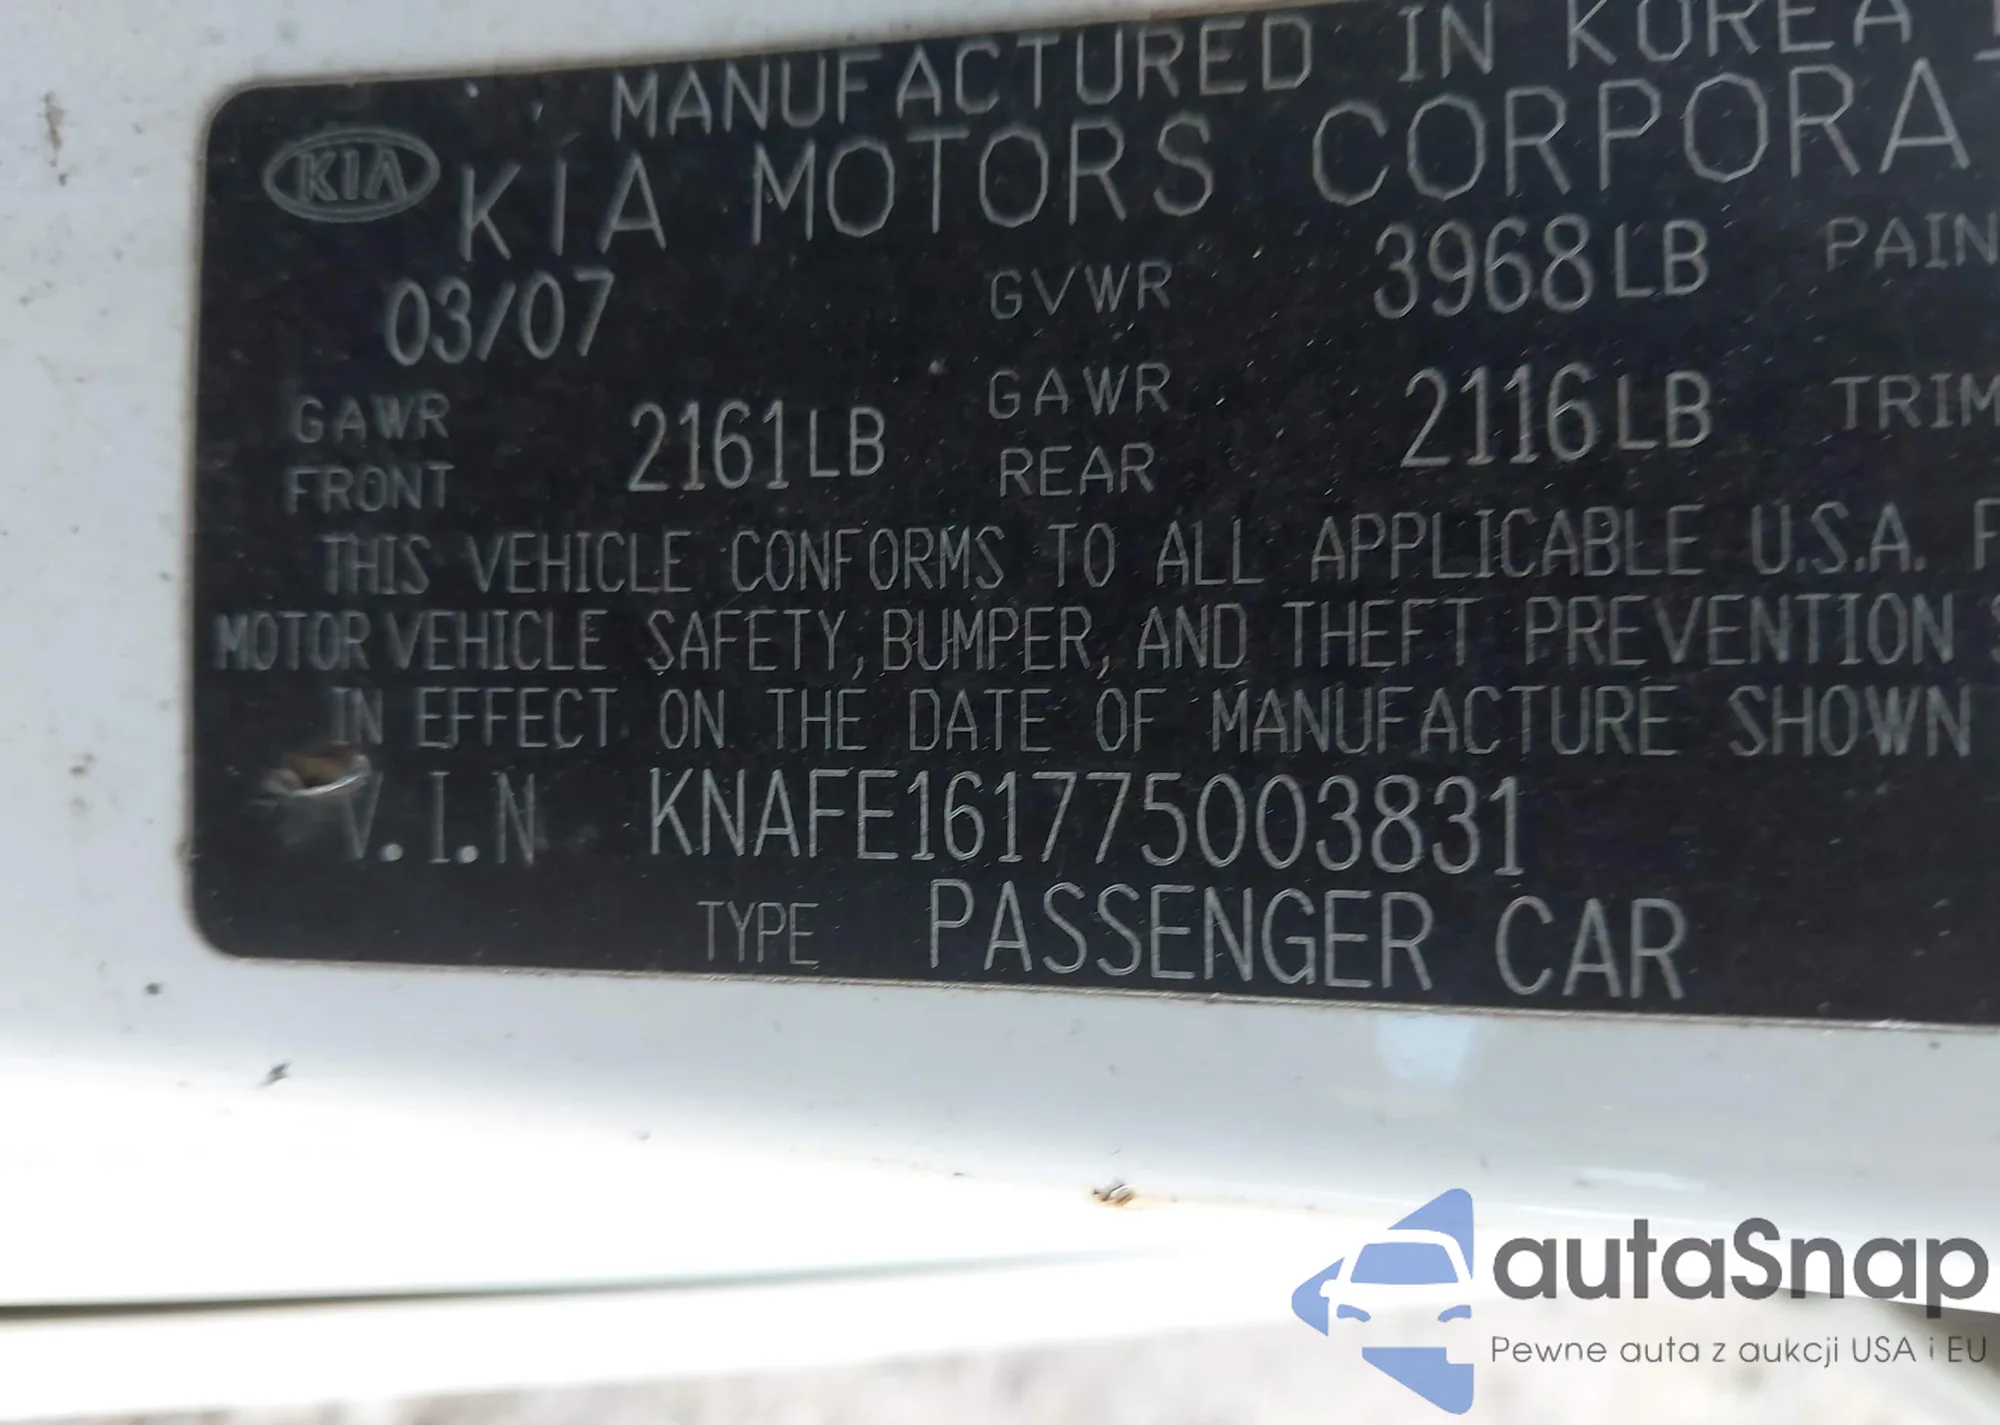 MANUFACTURED IN KOREA
KIA KIA MOTORS CORPORA
03/07 GVWR 3968LB PAIN
GAWR FRONT 2161LB GAWR REAR 2116LB TRIM
THIS VEHICLE CONFORMS TO ALL APPLICABLE U.S.A. F
MOTOR VEHICLE SAFETY, BUMPER, AND THEFT PREVENTION S
IN EFFECT ON THE DATE OF MANUFACTURE SHOWN
V.I.N KNAFE161775003831
TYPE PASSENGER CAR
autaSnap
Pewne auta z aukcji USA i EU